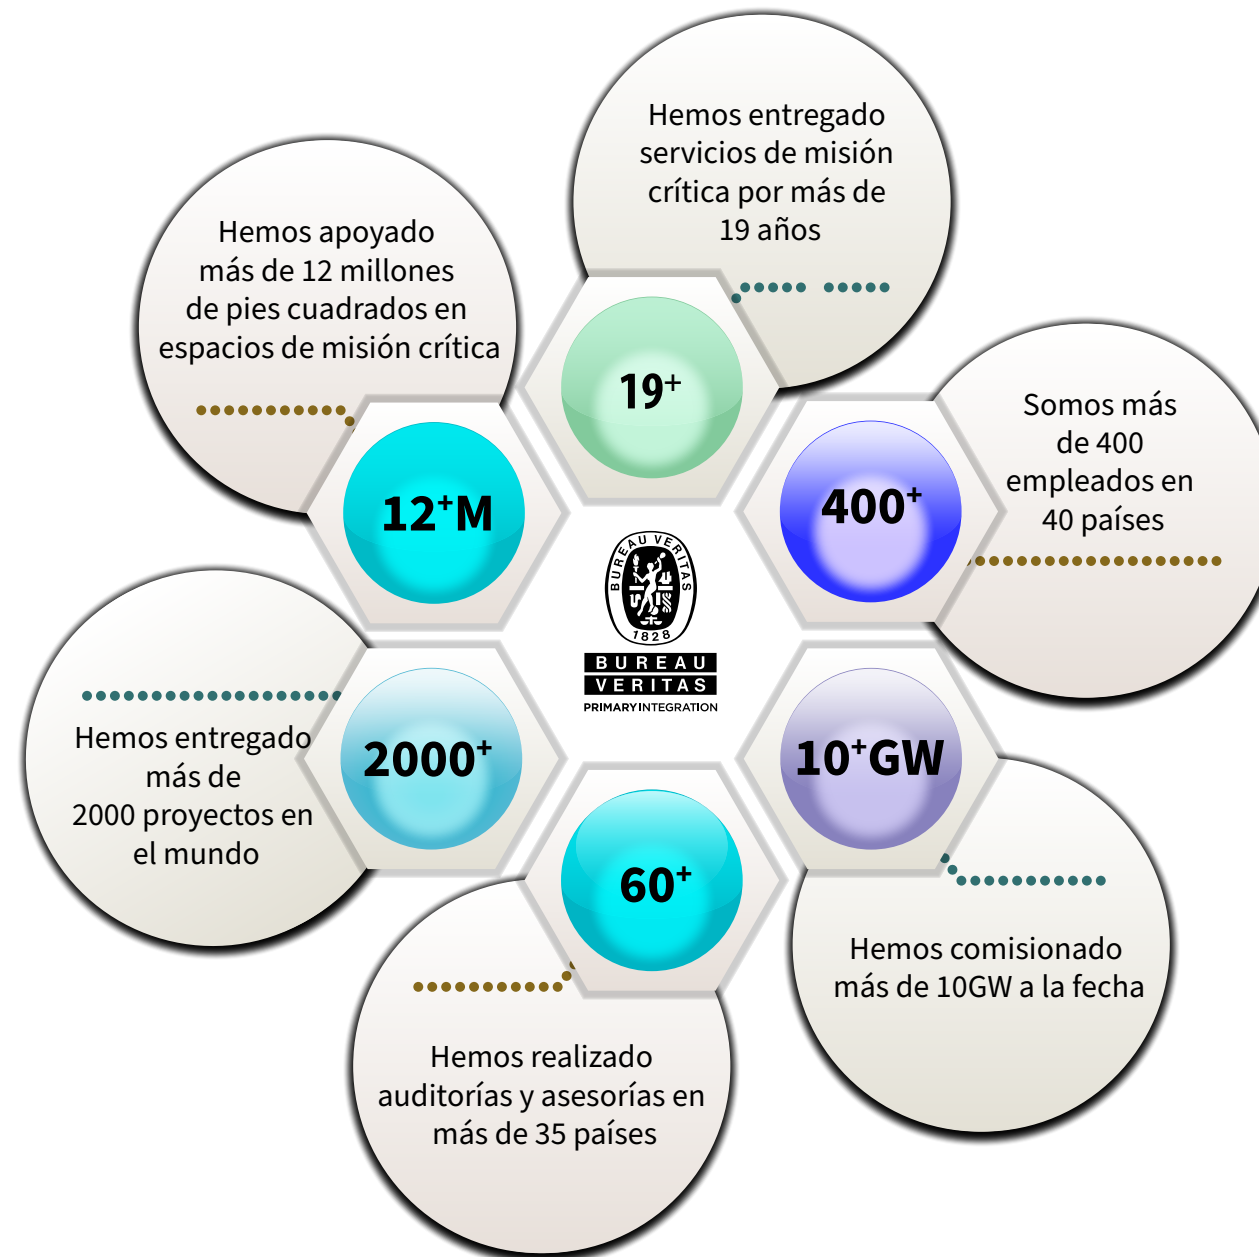 Hemos entregado
servicios de misión
crítica por más de
19 años
19+
Hemos apoyado
más de 12 millones
de pies cuadrados en
espacios de misión crítica
12+M
Somos más
de 400
empleados en
40 países
400+
BUREAU VERITAS
1828
BUREAU
VERITAS
PRIMARYINTEGRATION
2000+
Hemos entregado
más de
2000 proyectos en
el mundo
10+GW
Hemos comisionado
más de 10GW a la fecha
60+
Hemos realizado
auditorías y asesorías en
más de 35 países